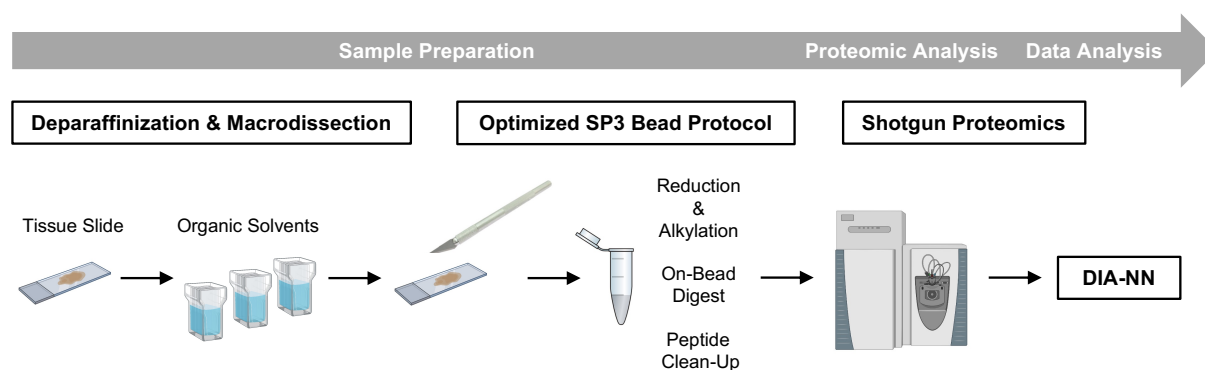 Sample Preparation
Proteomic Analysis
Data Analysis
Deparaffinization & Macrodissection
Optimized SP3 Bead Protocol
Shotgun Proteomics
Tissue Slide
Organic Solvents
Reduction
&
Alkylation
On-Bead
Digest
Peptide
Clean-Up
DIA-NN